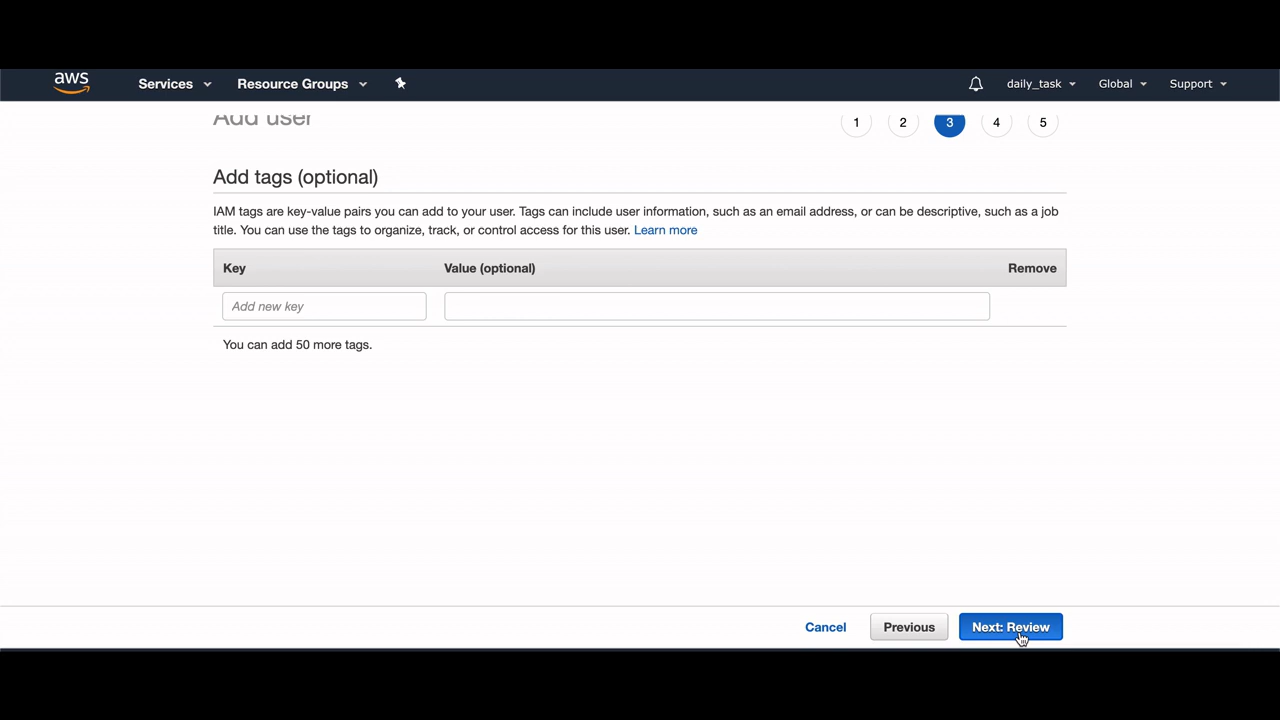 aws Services Resource Groups daily_task Global Support
Add user 1 2 3 4 5
Add tags (optional)
IAM tags are key-value pairs you can add to your user. Tags can include user information, such as an email address, or can be descriptive, such as a job
title. You can use the tags to organize, track, or control access for this user. Learn more
Key Value (optional) Remove
Add new key
You can add 50 more tags.
Cancel Previous Next: Review